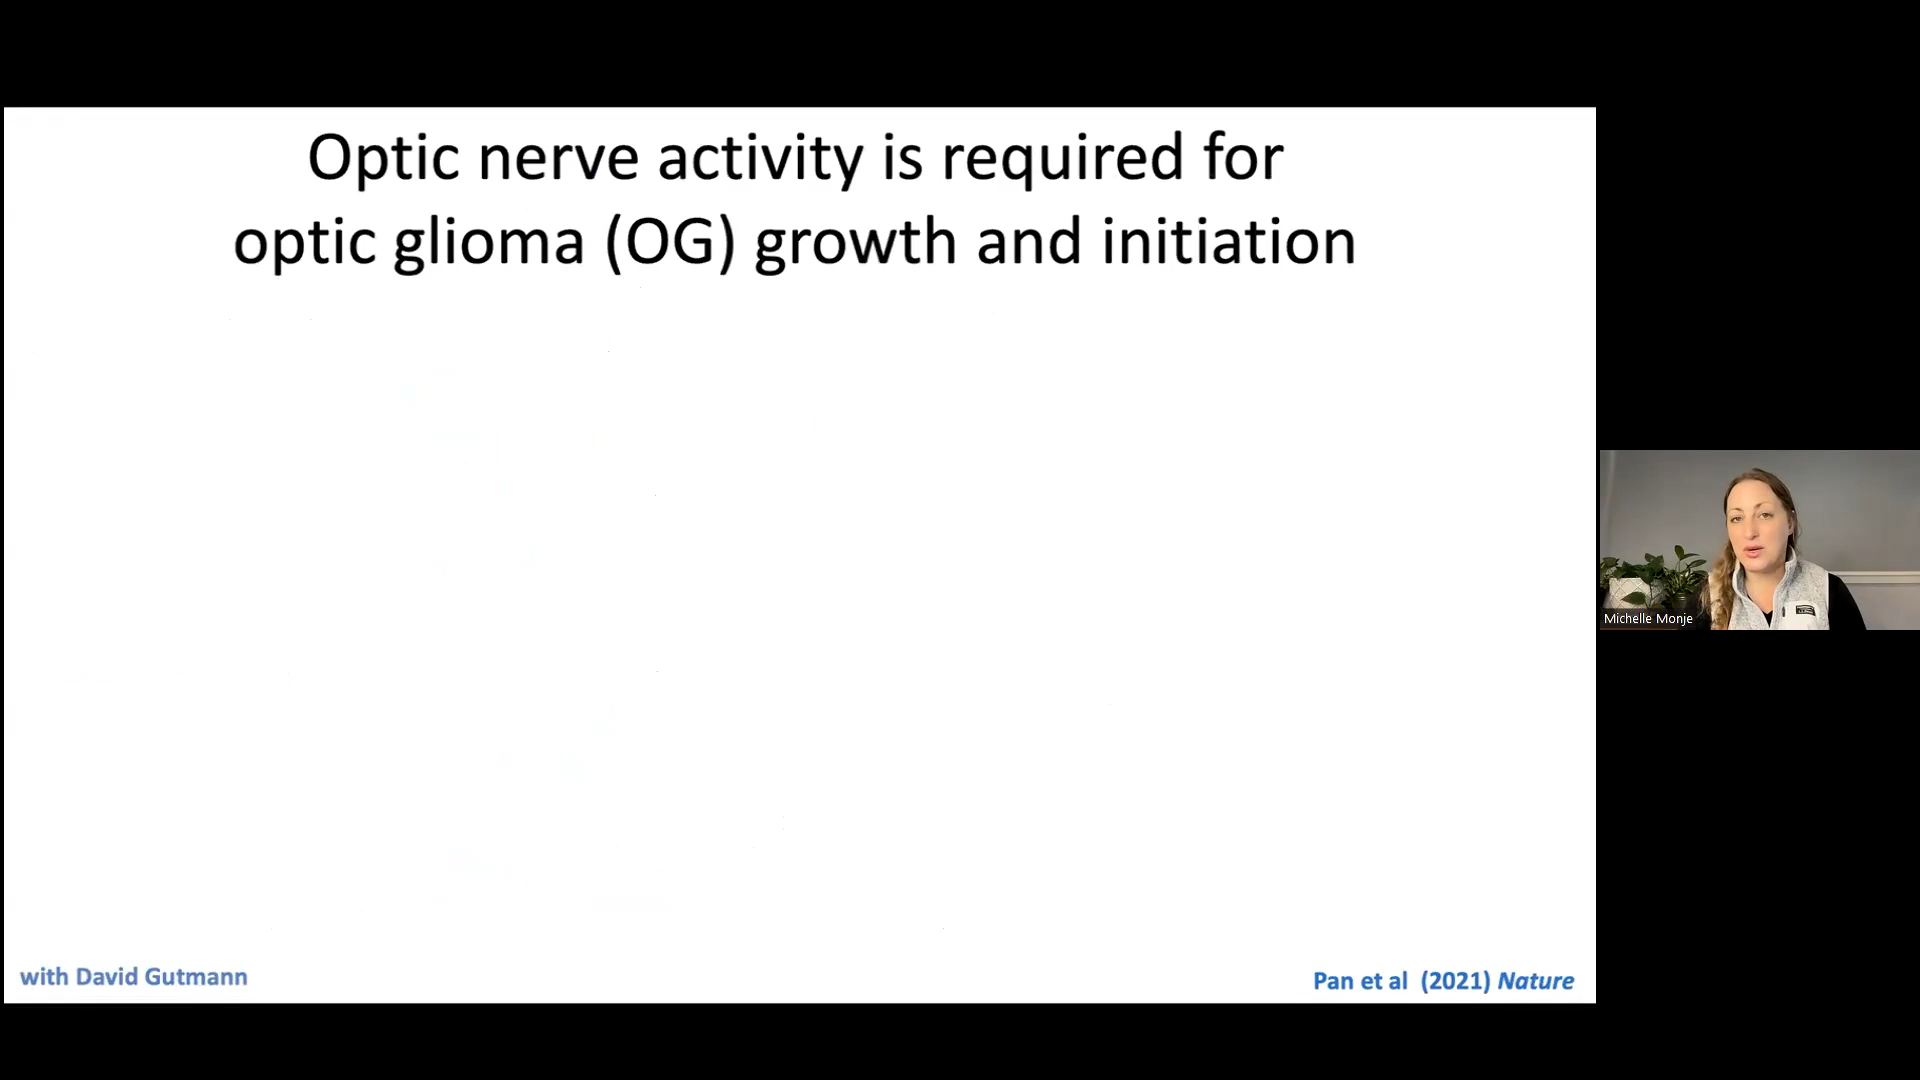 Optic nerve activity is required for
optic glioma (OG) growth and initiation
Michelle Monje
with David Gutmann
Pan et al (2021) Nature